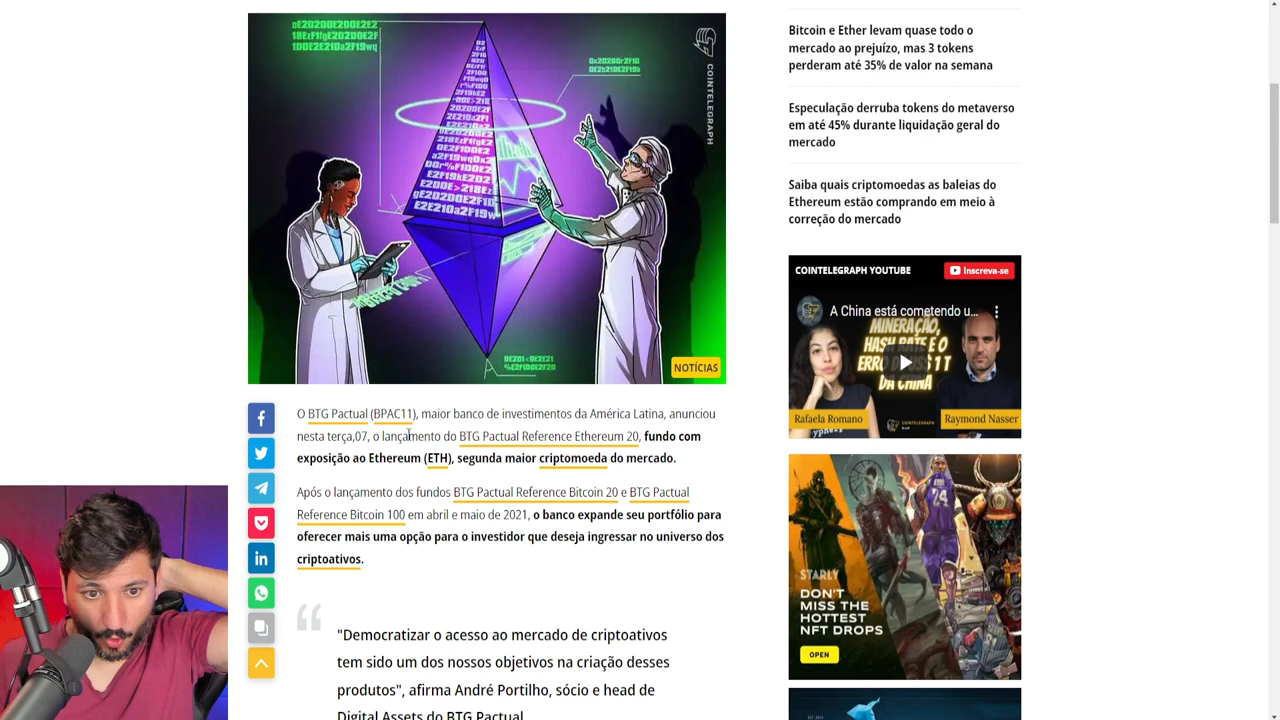 COINTELEGRAPH
NOTÍCIAS
O BTG Pactual (BPAC11), maior banco de investimentos da América Latina, anunciou
nesta terça,07, o lançamento do BTG Pactual Reference Ethereum 20, fundo com
exposição ao Ethereum (ETH), segunda maior criptomoeda do mercado.
Após o lançamento dos fundos BTG Pactual Reference Bitcoin 20 e BTG Pactual
Reference Bitcoin 100 em abril e maio de 2021, o banco expande seu portfólio para
oferecer mais uma opção para o investidor que deseja ingressar no universo dos
criptoativos.
"Democratizar o acesso ao mercado de criptoativos
tem sido um dos nossos objetivos na criação desses
produtos", afirma André Portilho, sócio e head de
Digital Assets do BTG Pactual.
Bitcoin e Ether levam quase todo o
mercado ao prejuízo, mas 3 tokens
perderam até 35% de valor na semana
Especulação derruba tokens do metaverso
em até 45% durante liquidação geral do
mercado
Saiba quais criptomoedas as baleias do
Ethereum estão comprando em meio à
correção do mercado
COINTELEGRAPH YOUTUBE
Inscreva-se
A China está cometendo u...
MINERAÇÃO,
HASH RATE E O
ERRO DE US$ 1 T
DA CHINA
Rafaela Romano
Raymond Nasser
STARLY
DON'T
MISS THE
HOTTEST
NFT DROPS
OPEN